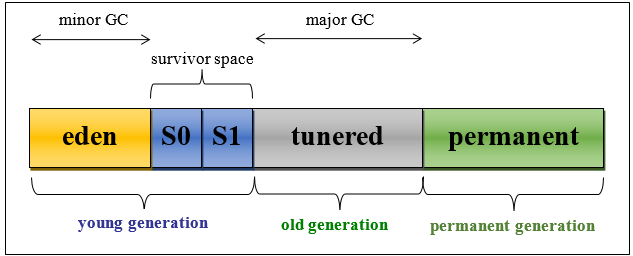 minor GC
major GC
survivor space
eden
S0
S1
tunered
permanent
young generation
old generation
permanent generation